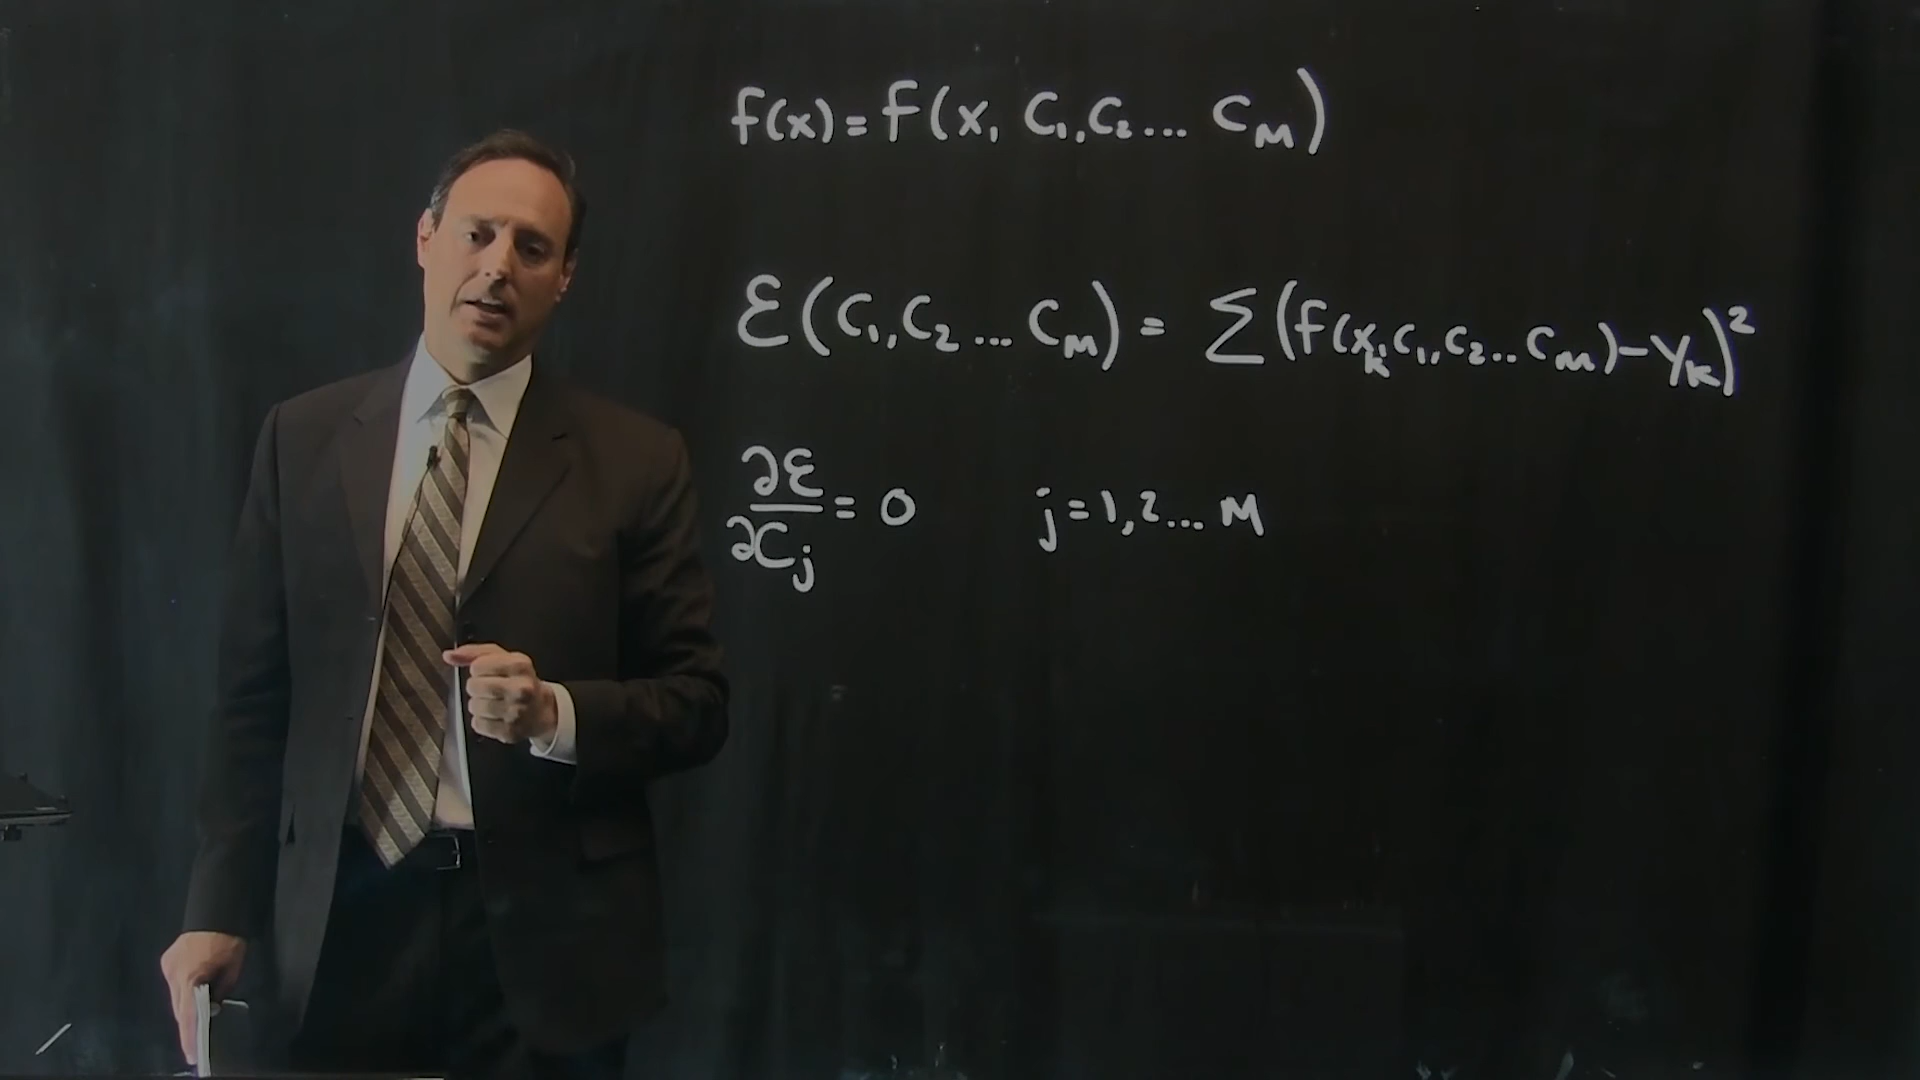 f(x) = f(x, C₁, C₂ ... C_M)
E(C₁, C₂ ... C_M) = Σ(f(x_k, C₁, C₂ .. C_M) - y_k)²
∂E/∂C_j = 0    j = 1, 2 ... M